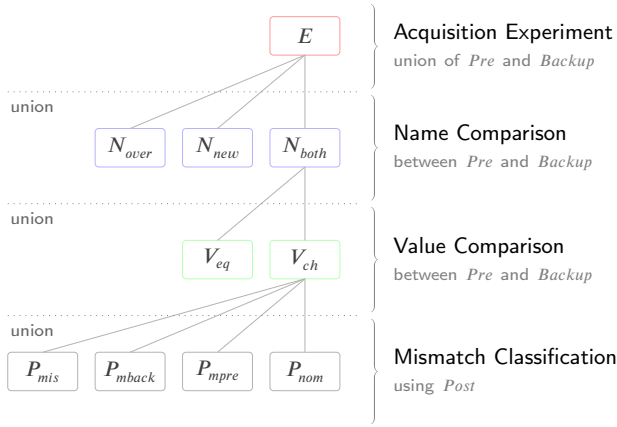 E
Acquisition Experiment
union of Pre and Backup
union
N_over N_new N_both
Name Comparison
between Pre and Backup
union
V_eq V_ch
Value Comparison
between Pre and Backup
union
P_mis P_mback P_mpre P_nom
Mismatch Classification
using Post